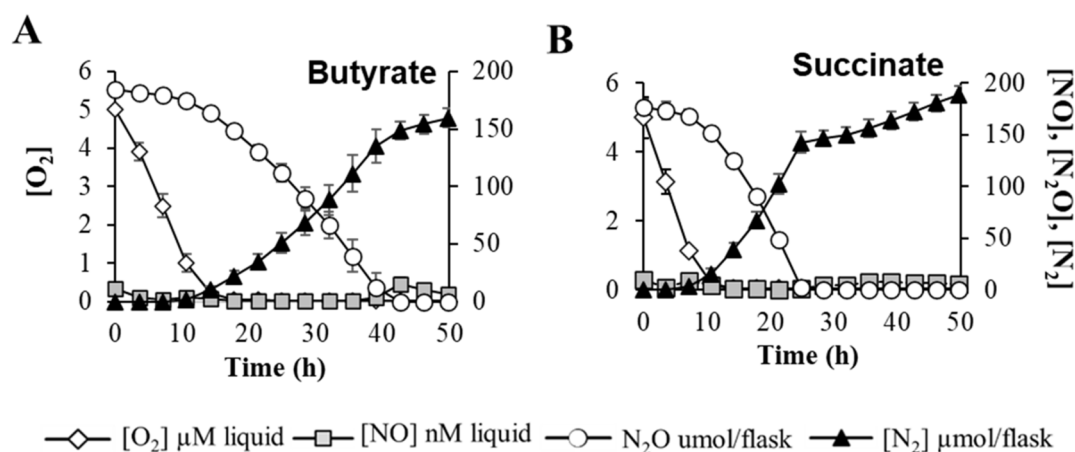 A
Butyrate
[O₂]
6
5
4
3
2
1
0
200
150
100
50
0
0 10 20 30 40 50
Time (h)
B
Succinate
6
4
2
0
200
150
100
50
0
0 10 20 30 40 50
Time (h)
[NO], [N₂O], [N₂]
[O₂] µM liquid [NO] nM liquid N₂O umol/flask [N₂] µmol/flask